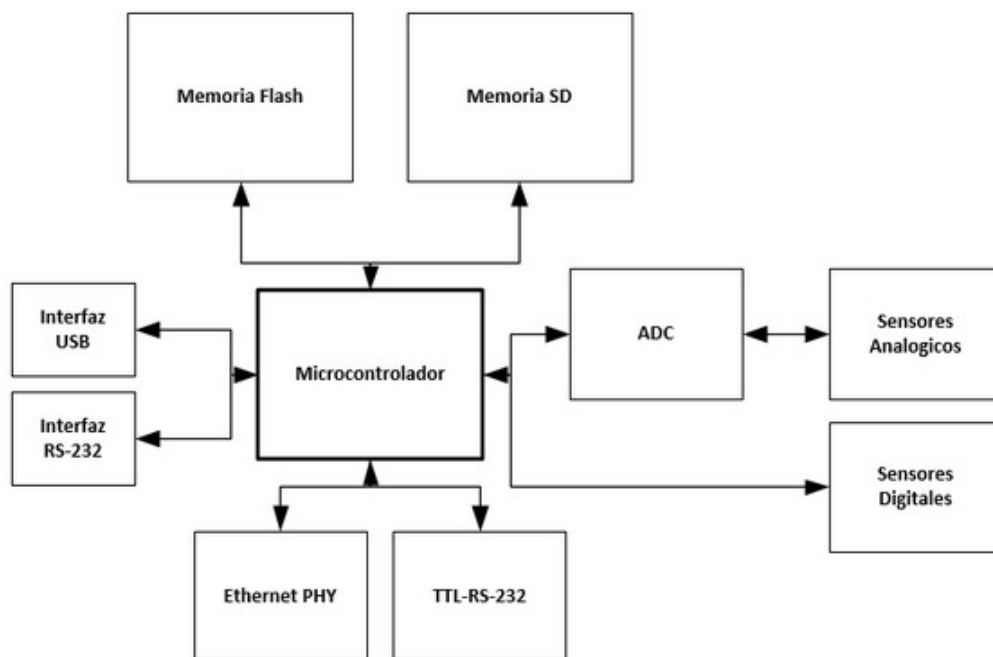 Memoria Flash
Memoria SD
Interfaz
USB
Interfaz
RS-232
Microcontrolador
ADC
Sensores
Analogicos
Sensores
Digitales
Ethernet PHY
TTL-RS-232